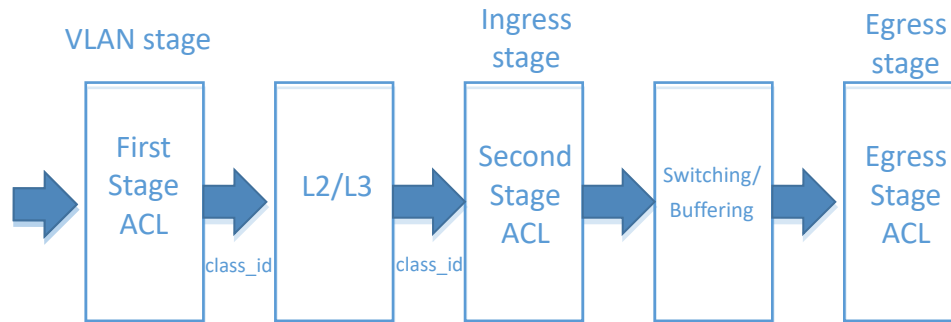 VLAN stage
Ingress
stage
Egress
stage
First
Stage
ACL
class_id
L2/L3
class_id
Second
Stage
ACL
Switching/
Buffering
Egress
Stage
ACL